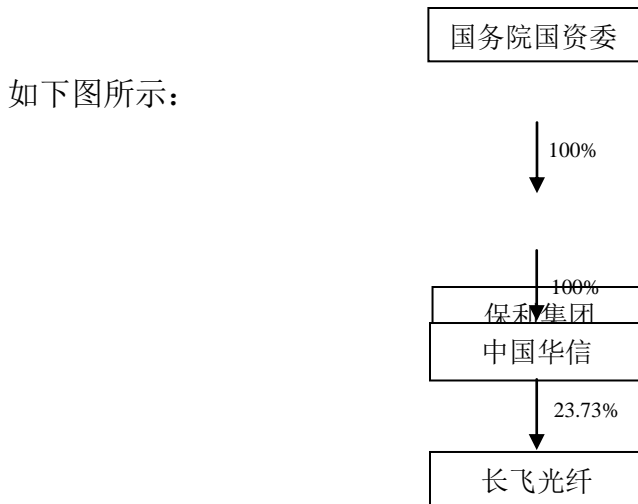 国务院国资委
如下图所示：
100%
100%
保利集团
中国华信
23.73%
长飞光纤